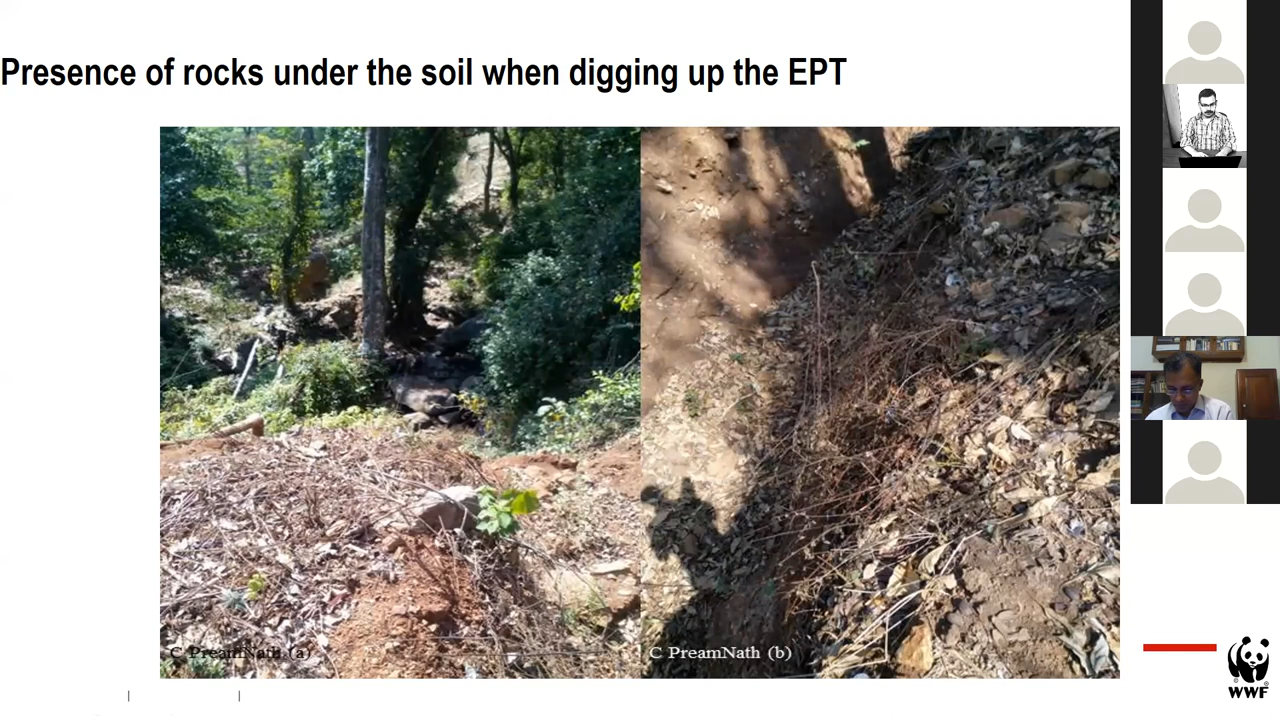 Presence of rocks under the soil when digging up the EPT
C PreamNath (a)
C PreamNath (b)
WWF